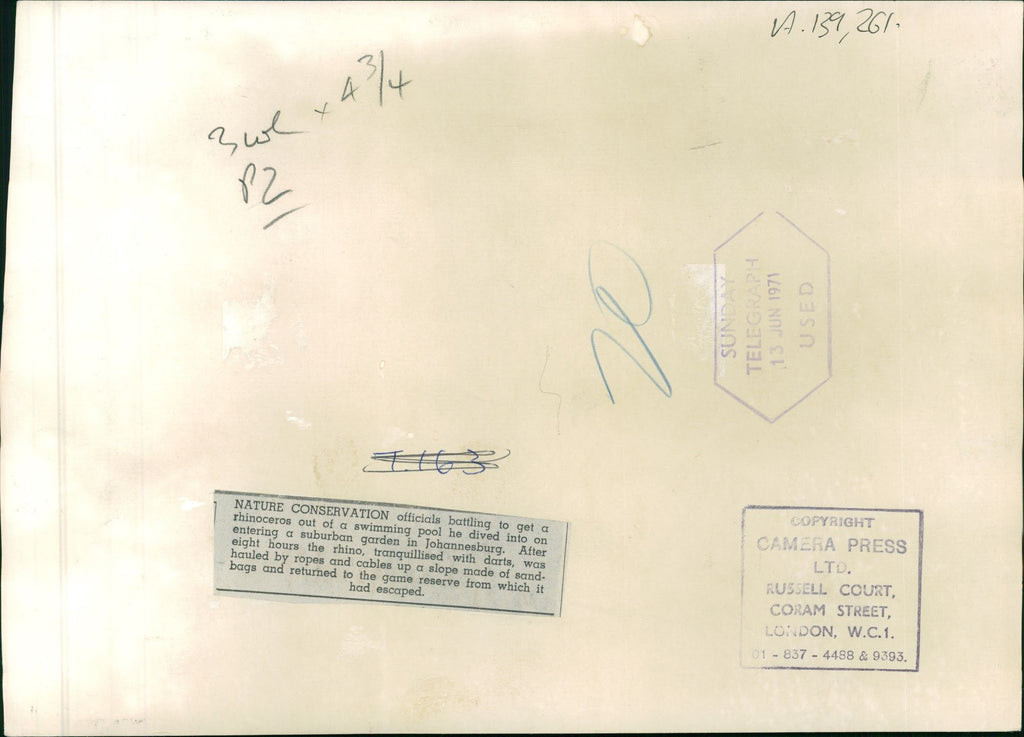 VA.139,261.
3 wl x 4 3/4
P2
SUNDAY
TELEGRAPH
13 JUN 1971
USED
T.163
NATURE CONSERVATION officials battling to get a
rhinoceros out of a swimming pool he dived into on
entering a suburban garden in Johannesburg. After
eight hours the rhino, tranquillised with darts, was
hauled by ropes and cables up a slope made of sand-
bags and returned to the game reserve from which it
had escaped.
COPYRIGHT
CAMERA PRESS
LTD.
RUSSELL COURT,
CORAM STREET,
LONDON, W.C.1.
01 - 837 - 4488 & 9393.